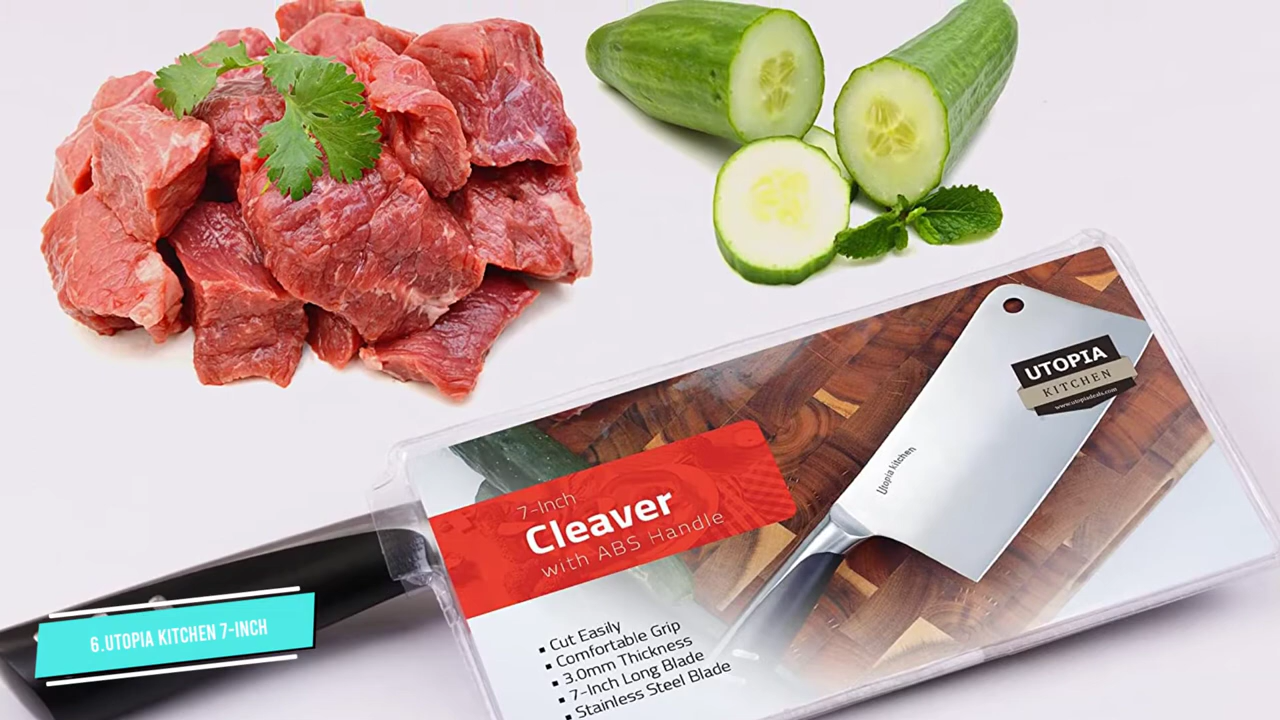 UTOPIA
KITCHEN
www.utopiadeals.com
Utopia kitchen
7-Inch
Cleaver
with ABS Handle
▪ Cut Easily
▪ Comfortable Grip
▪ 3.0mm Thickness
▪ 7-Inch Long Blade
▪ Stainless Steel Blade
6.UTOPIA KITCHEN 7-INCH